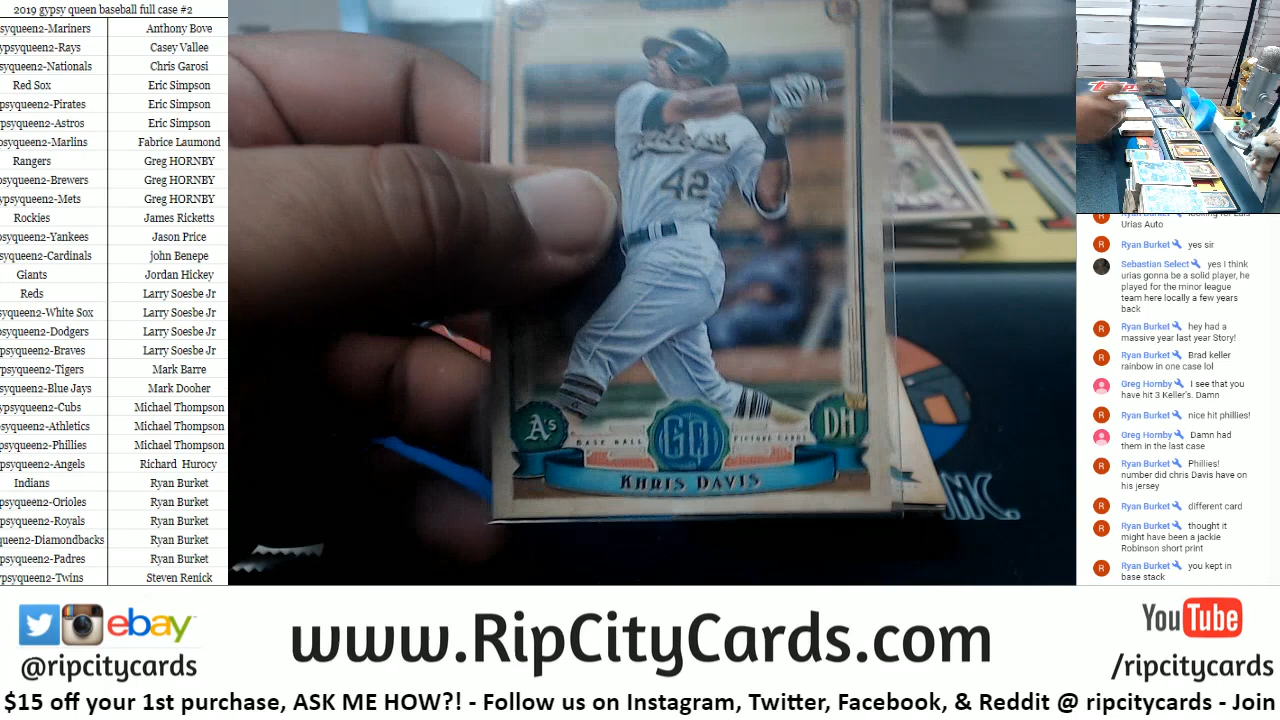 2019 gypsy queen baseball full case #2
syqueen2-Mariners Anthony Bove
psyqueen2-Rays Casey Vallee
syqueen2-Nationals Chris Garosi
Red Sox Eric Simpson
psyqueen2-Pirates Eric Simpson
psyqueen2-Astros Eric Simpson
psyqueen2-Marlins Fabrice Laumond
Rangers Greg HORNBY
psyqueen2-Brewers Greg HORNBY
psyqueen2-Mets Greg HORNBY
Rockies James Ricketts
psyqueen2-Yankees Jason Price
psyqueen2-Cardinals john Benepe
Giants Jordan Hickey
Reds Larry Soesbe Jr
psyqueen2-White Sox Larry Soesbe Jr
psyqueen2-Dodgers Larry Soesbe Jr
psyqueen2-Braves Larry Soesbe Jr
psyqueen2-Tigers Mark Barre
psyqueen2-Blue Jays Mark Dooher
ypsyqueen2-Cubs Michael Thompson
psyqueen2-Athletics Michael Thompson
psyqueen2-Phillies Michael Thompson
psyqueen2-Angels Richard Hurocy
Indians Ryan Burket
psyqueen2-Orioles Ryan Burket
psyqueen2-Royals Ryan Burket
queen2-Diamondbacks Ryan Burket
psyqueen2-Padres Ryan Burket
ypsyqueen2-Twins Steven Renick
42
A's
BASE BALL
GQ
PICTURE CARDS
DH
KHRIS DAVIS
NC.
Ryan Burket looking for Luis
Urias Auto
Ryan Burket yes sir
Sebastian Select yes I think
urias gonna be a solid player, he
played for the minor league
team here locally a few years
back
Ryan Burket hey had a
massive year last year Story!
Ryan Burket Brad keller
rainbow in one case lol
Greg Hornby I see that you
have hit 3 Keller's. Damn
Ryan Burket nice hit phillies!
Greg Hornby Damn had
them in the last case
Ryan Burket Phillies!
number did chris Davis have on
his jersey
Ryan Burket different card
Ryan Burket thought it
might have been a jackie
Robinson short print
Ryan Burket you kept in
base stack
ebay
@ripcitycards
www.RipCityCards.com
YouTube
/ripcitycards
$15 off your 1st purchase, ASK ME HOW?! - Follow us on Instagram, Twitter, Facebook, & Reddit @ ripcitycards - Join